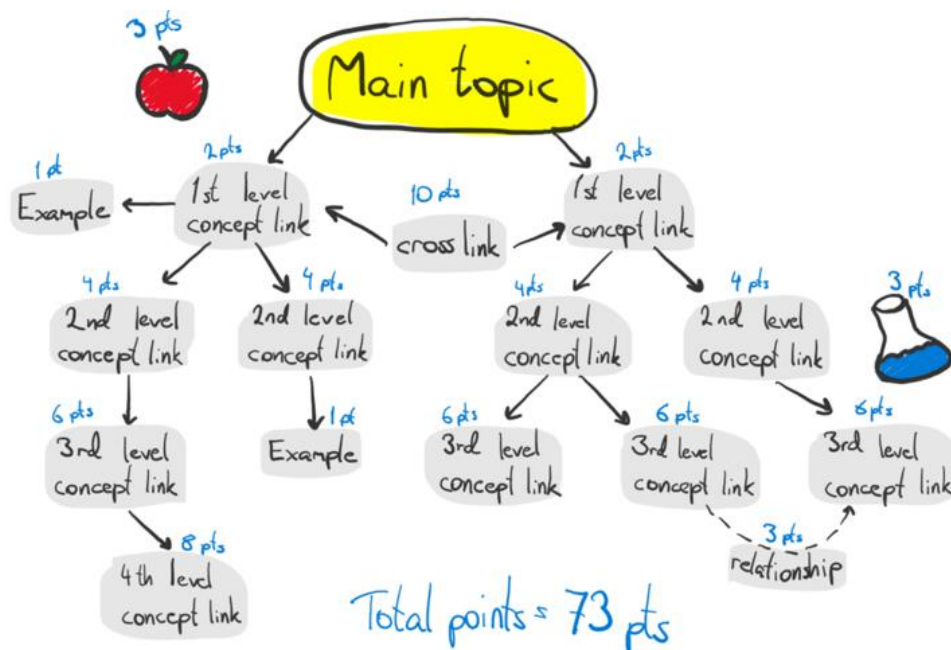 3 pts
Main topic
2 pts
1st level
concept link
2 pts
1st level
concept link
1 pt
Example
10 pts
cross link
4 pts
2nd level
concept link
4 pts
2nd level
concept link
4 pts
2nd level
concept link
4 pts
2nd level
concept link
3 pts
6 pts
3rd level
concept link
1 pt
Example
6 pts
3rd level
concept link
6 pts
3rd level
concept link
6 pts
3rd level
concept link
8 pts
4th level
concept link
3 pts
relationship
Total points = 73 pts